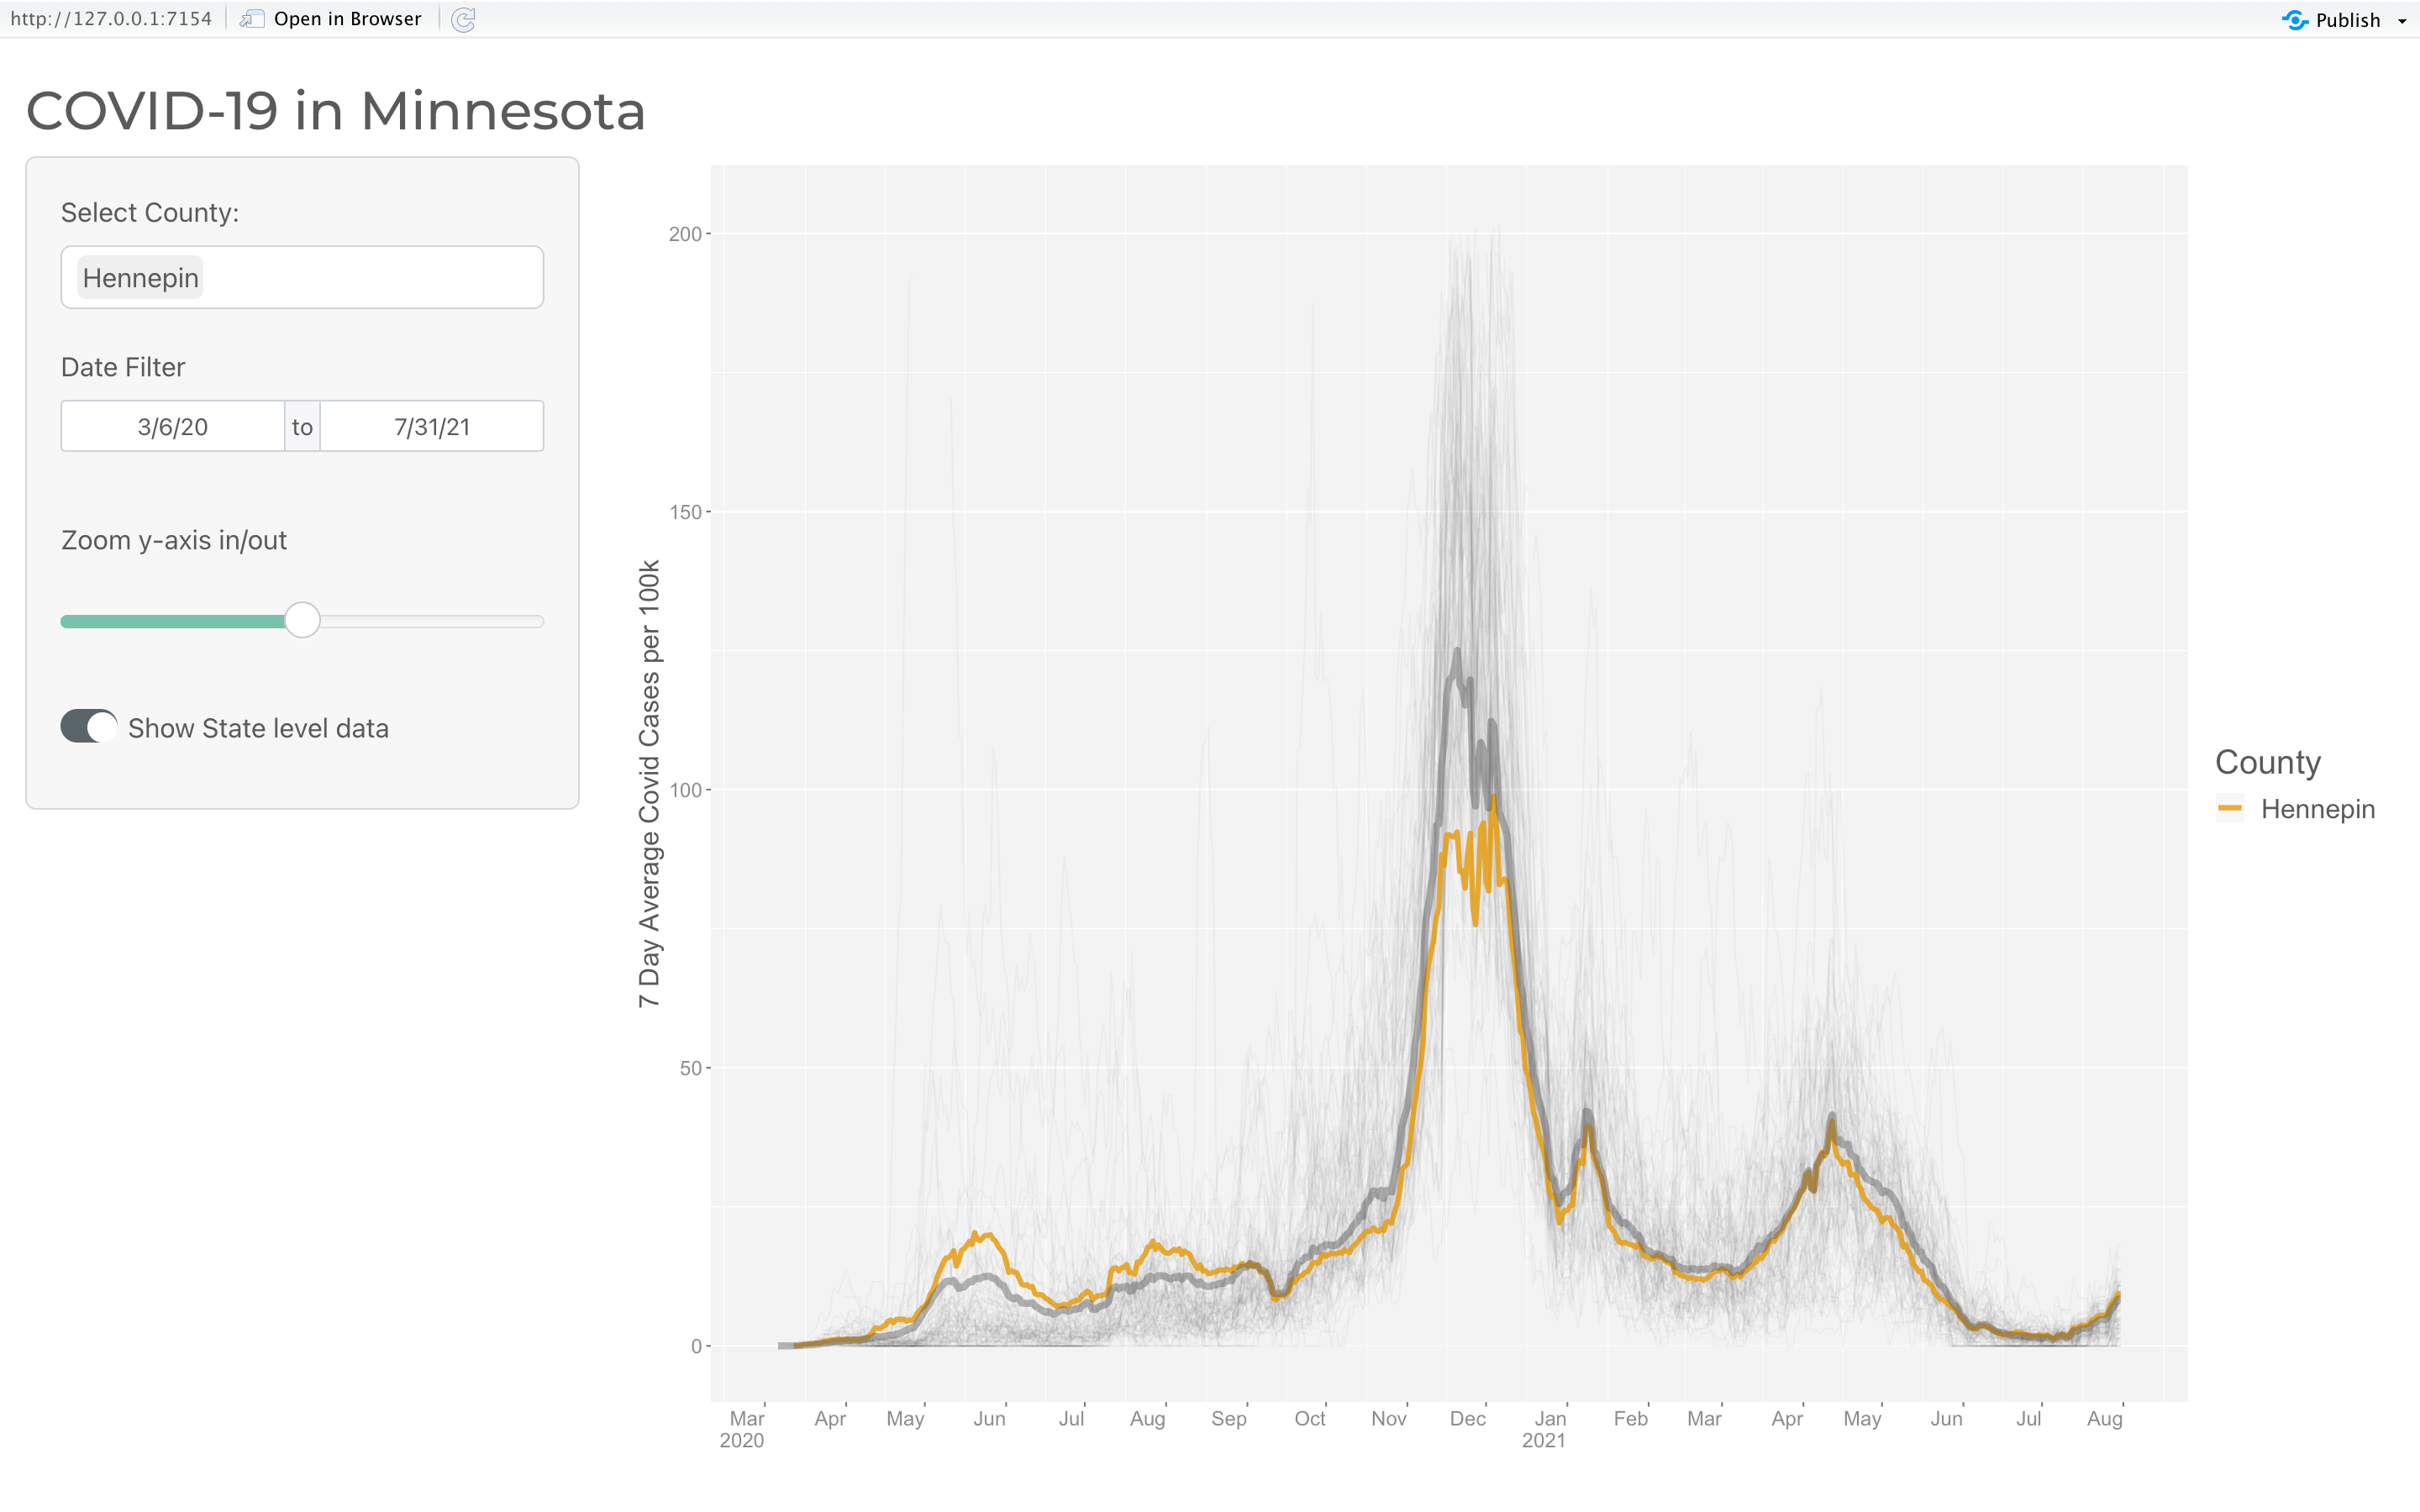 http://127.0.0.1:7154 Open in Browser Publish
COVID-19 in Minnesota
Select County:
Hennepin
Date Filter
3/6/20 to 7/31/21
Zoom y-axis in/out
Show State level data
7 Day Average Covid Cases per 100k
200
150
100
50
0
Mar Apr May Jun Jul Aug Sep Oct Nov Dec Jan Feb Mar Apr May Jun Jul Aug
2020 2021
County
Hennepin